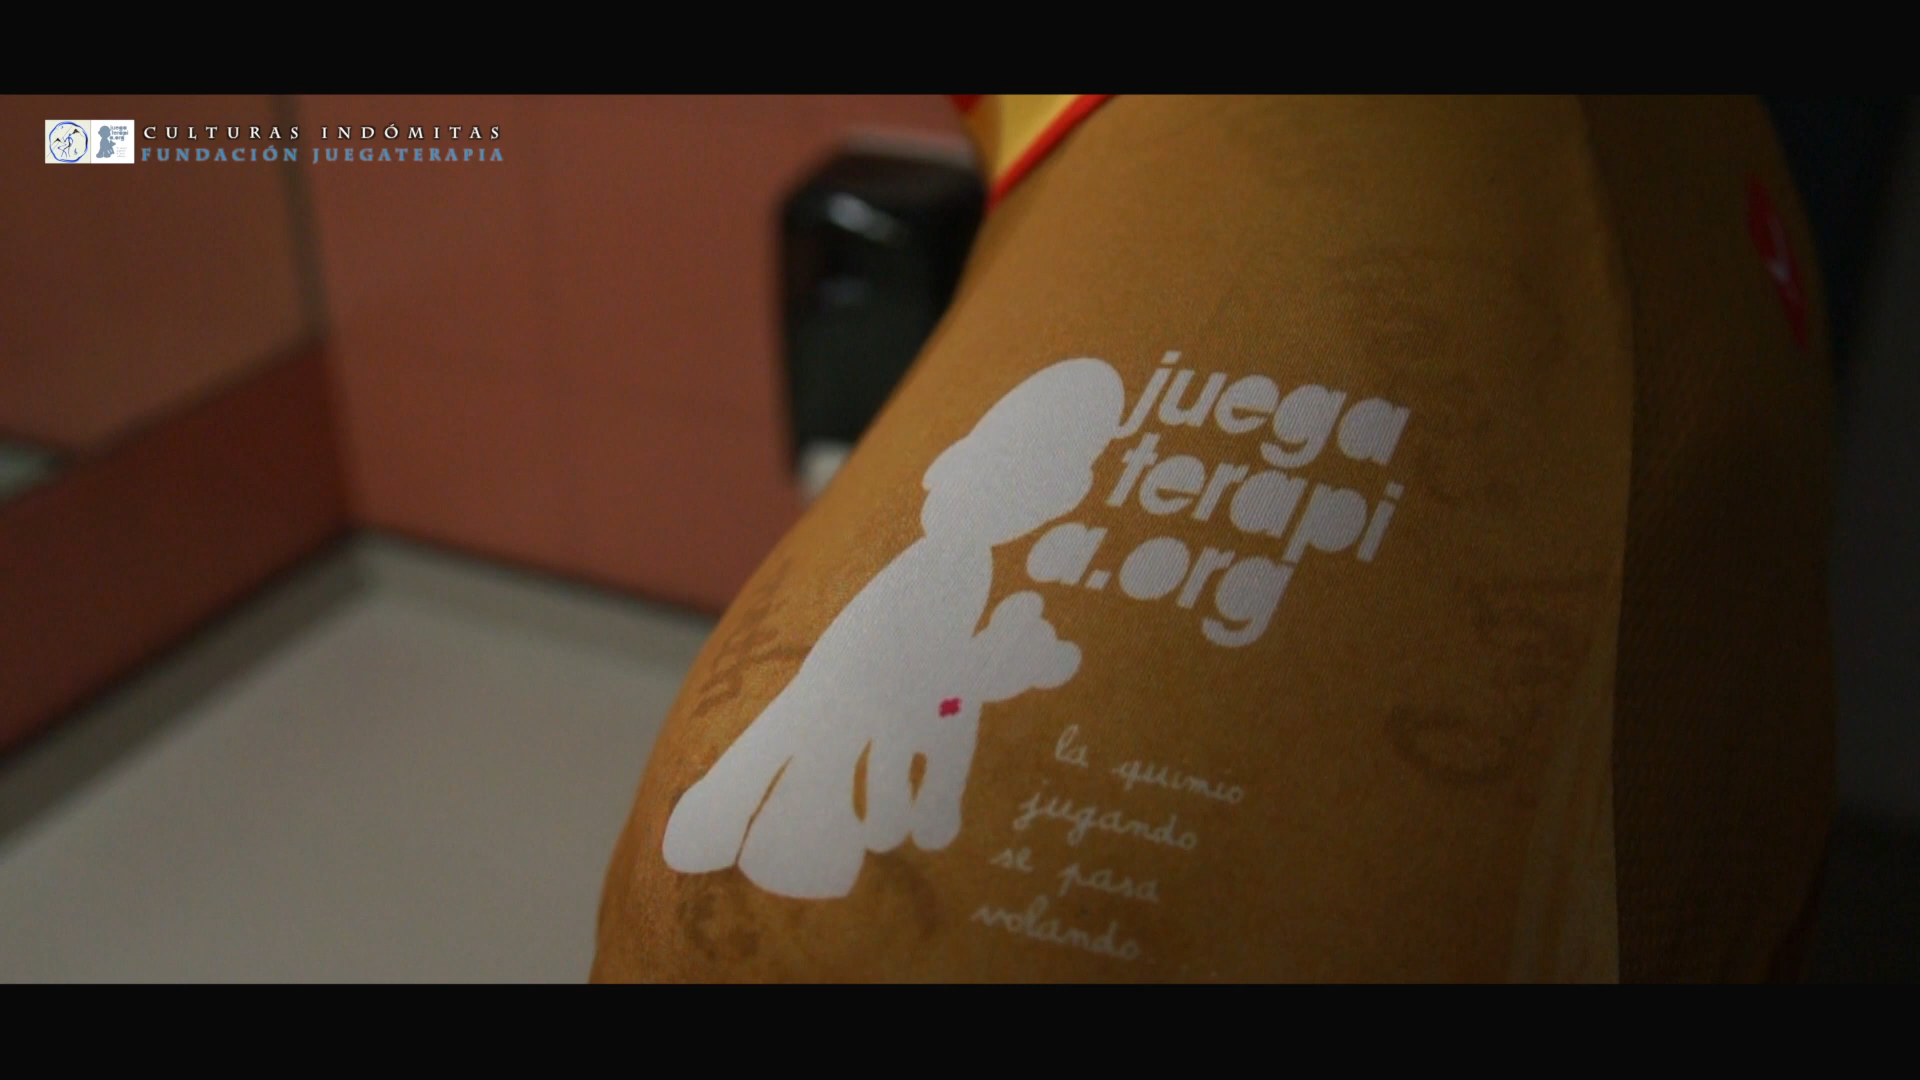 CULTURAS INDÓMITAS
FUNDACIÓN JUEGATERAPIA
juega
terapi
a.org
la quimio
jugando
se pasa
volando